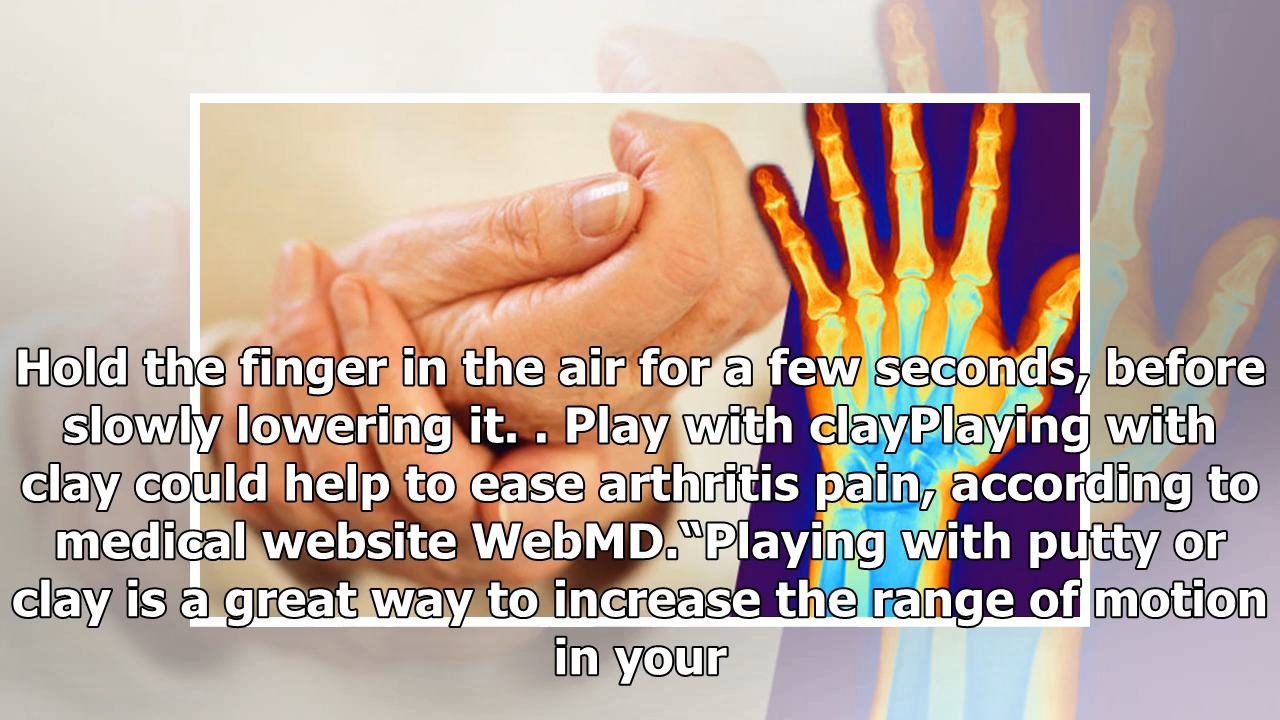 Hold the finger in the air for a few seconds, before
slowly lowering it. . Play with clayPlaying with
clay could help to ease arthritis pain, according to
medical website WebMD.“Playing with putty or
clay is a great way to increase the range of motion
in your